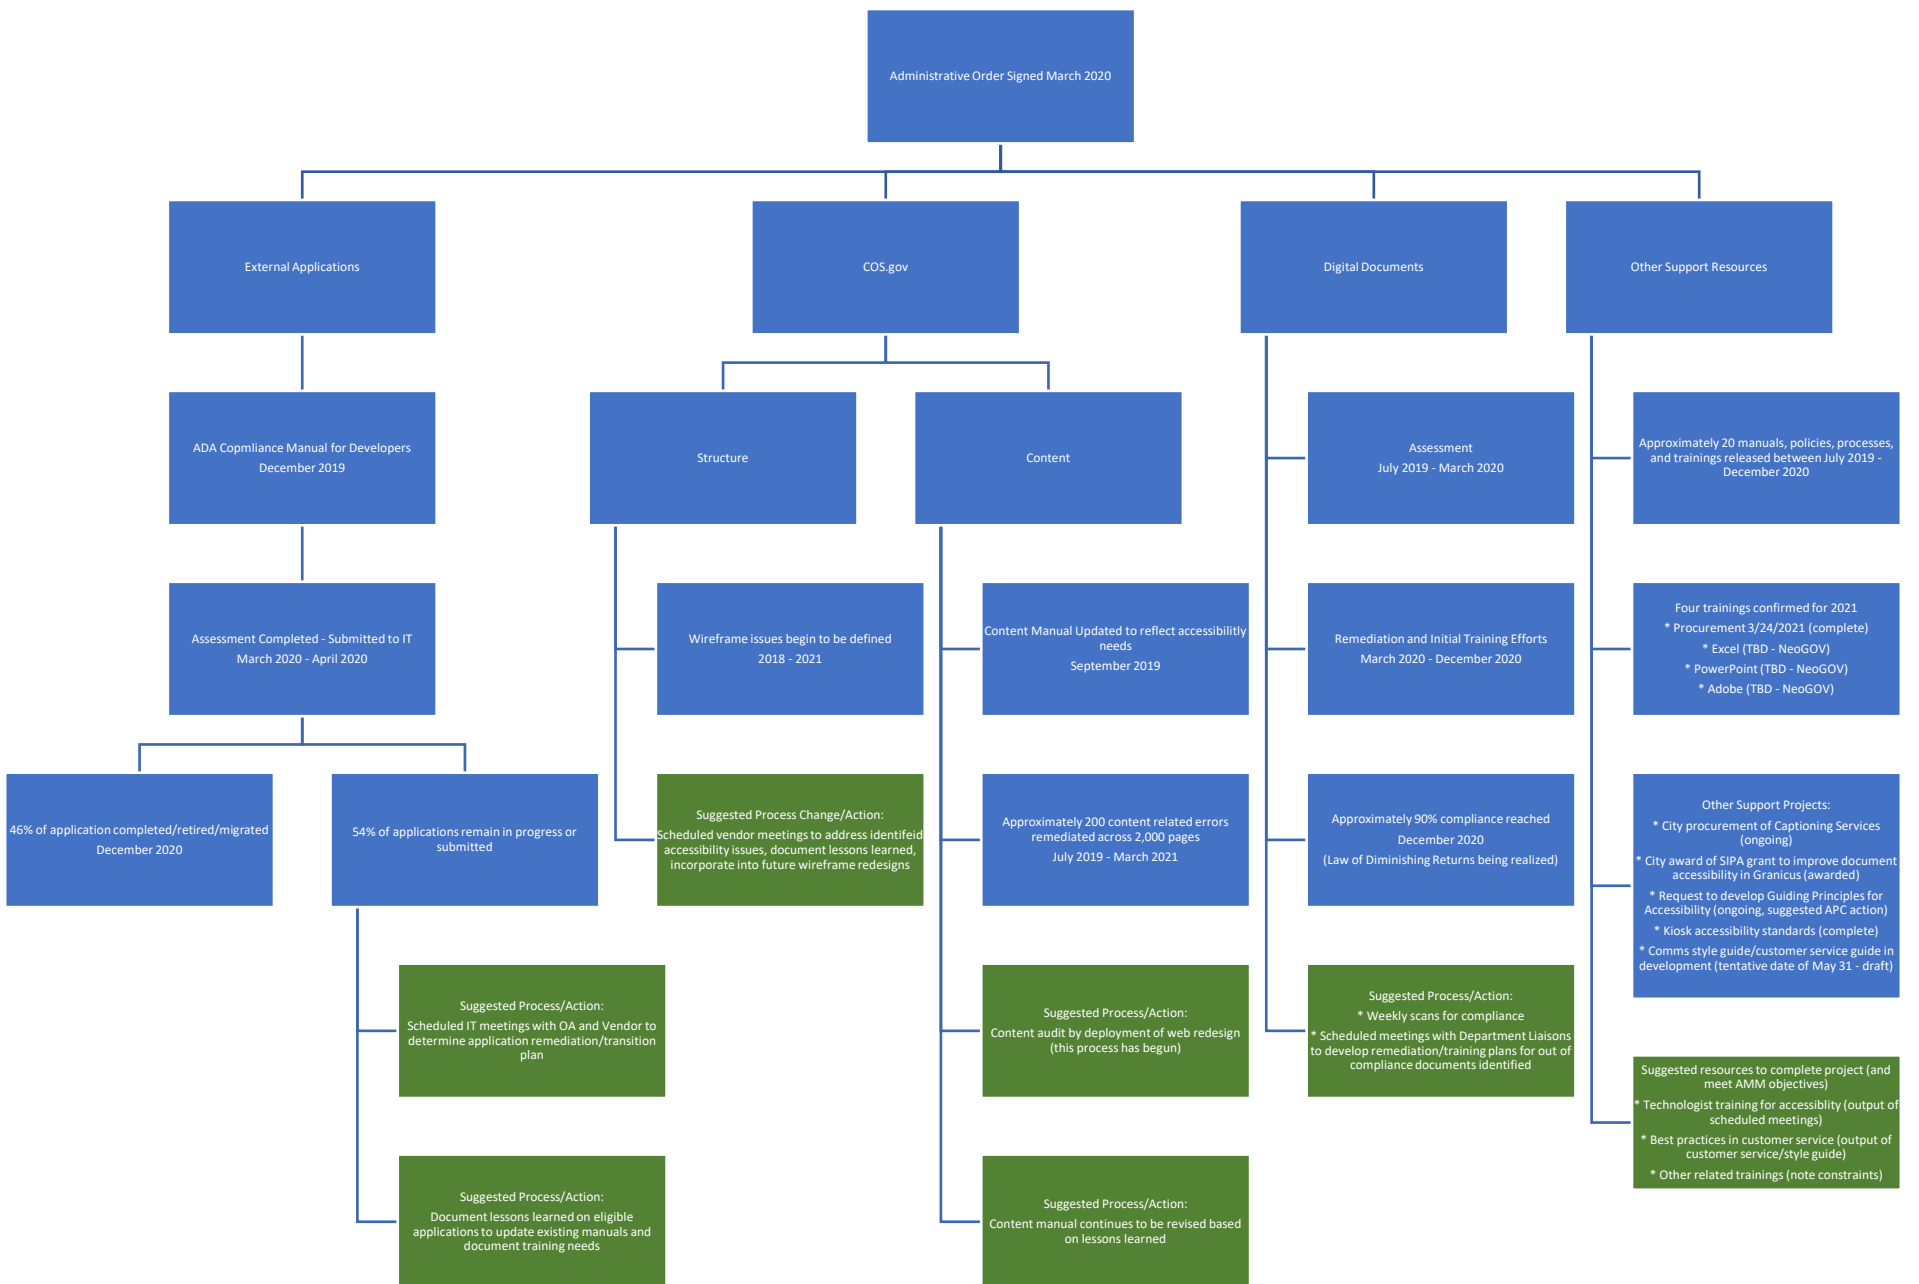 Administrative Order Signed March 2020
External Applications
COS.gov
Digital Documents
Other Support Resources
ADA Copmliance Manual for Developers
December 2019
Structure
Content
Assessment
July 2019 - March 2020
Approximately 20 manuals, policies, processes,
and trainings released between July 2019 -
December 2020
Assessment Completed - Submitted to IT
March 2020 - April 2020
Wireframe issues begin to be defined
2018 - 2021
Content Manual Updated to reflect accessibilitly
needs
September 2019
Remediation and Initial Training Efforts
March 2020 - December 2020
Four trainings confirmed for 2021
* Procurement 3/24/2021 (complete)
* Excel (TBD - NeoGOV)
* PowerPoint (TBD - NeoGOV)
* Adobe (TBD - NeoGOV)
46% of application completed/retired/migrated
December 2020
54% of applications remain in progress or
submitted
Suggested Process Change/Action:
Scheduled vendor meetings to address identifeid
accessibility issues, document lessons learned,
incorporate into future wireframe redesigns
Approximately 200 content related errors
remediated across 2,000 pages
July 2019 - March 2021
Approximately 90% compliance reached
December 2020
(Law of Diminishing Returns being realized)
Other Support Projects:
* City procurement of Captioning Services
(ongoing)
* City award of SIPA grant to improve document
accessibility in Granicus (awarded)
* Request to develop Guiding Principles for
Accessibility (ongoing, suggested APC action)
* Kiosk accessibility standards (complete)
* Comms style guide/customer service guide in
development (tentative date of May 31 - draft)
Suggested Process/Action:
Scheduled IT meetings with OA and Vendor to
determine application remediation/transition
plan
Suggested Process/Action:
Content audit by deployment of web redesign
(this process has begun)
Suggested Process/Action:
* Weekly scans for compliance
* Scheduled meetings with Department Liaisons
to develop remediation/training plans for out of
compliance documents identified
Suggested resources to complete project (and
meet AMM objectives)
* Technologist training for accessiblity (output of
scheduled meetings)
* Best practices in customer service (output of
customer service/style guide)
* Other related trainings (note constraints)
Suggested Process/Action:
Document lessons learned on eligible
applications to update existing manuals and
document training needs
Suggested Process/Action:
Content manual continues to be revised based
on lessons learned